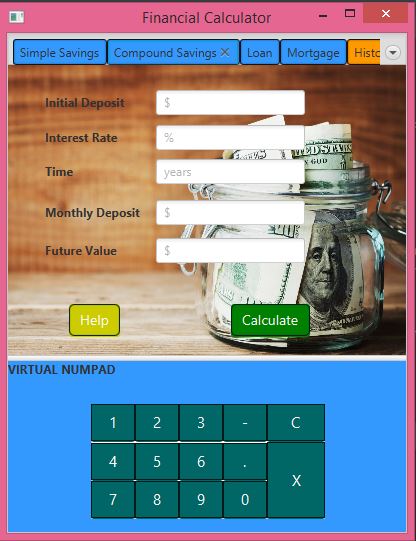 Financial Calculator
Simple Savings Compound Savings Loan Mortgage Histo
Initial Deposit $
Interest Rate %
Time years
Monthly Deposit $
Future Value $
Help Calculate
VIRTUAL NUMPAD
1 2 3 - C
4 5 6 . X
7 8 9 0